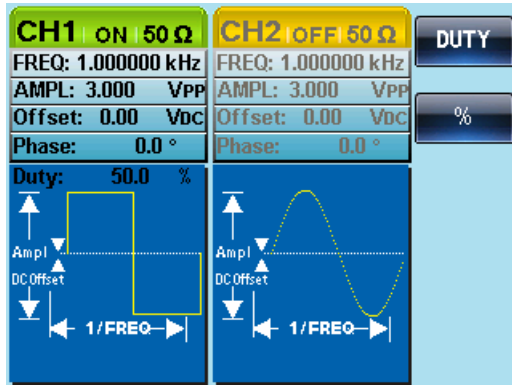 CH1 ON 50 Ω
FREQ: 1.000000 kHz
AMPL: 3.000 VPP
Offset: 0.00 VDC
Phase: 0.0 °
Duty: 50.0 %
Ampl
DC Offset
1/FREQ
CH2 OFF 50 Ω
FREQ: 1.000000 kHz
AMPL: 3.000 VPP
Offset: 0.00 VDC
Phase: 0.0 °
Ampl
DC Offset
1/FREQ
DUTY
%